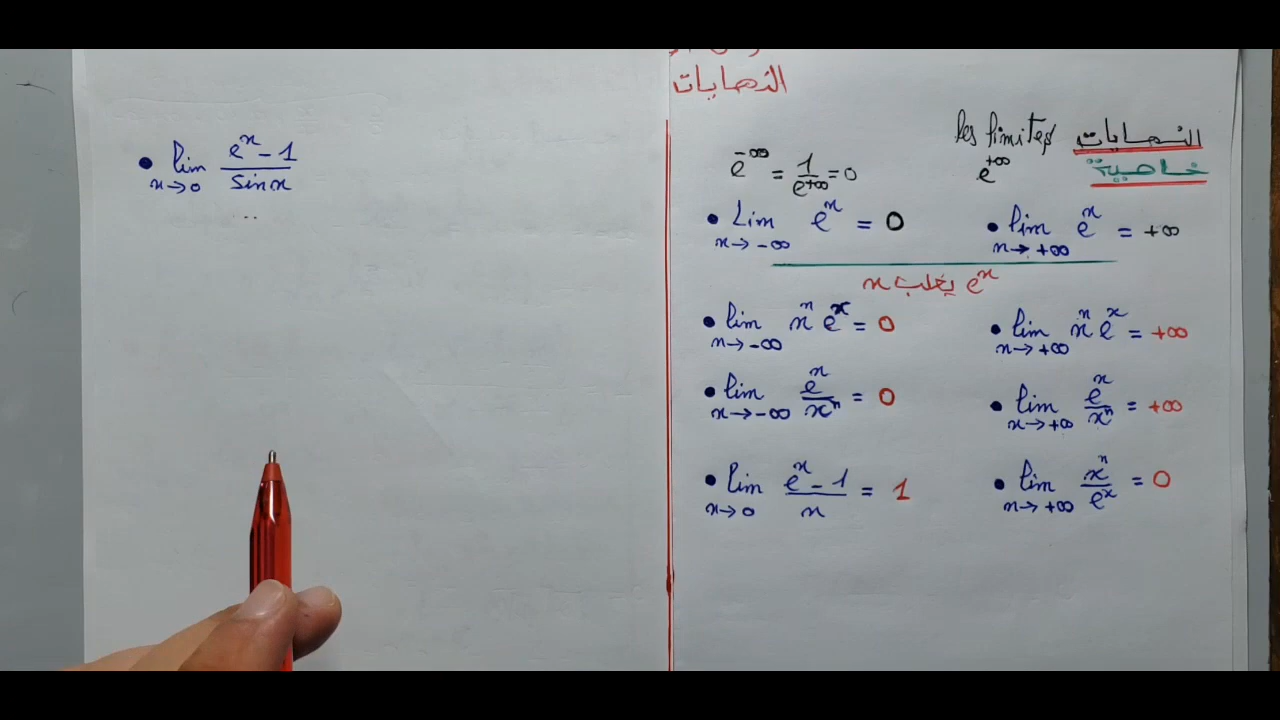 lim x→0 (e^x - 1)/(sin x)
..
النهايات
les limites النهايات
خاصية
e^-∞ = 1/e^+∞ = 0
e^+∞
• Lim x→-∞ e^x = 0
• lim x→+∞ e^x = +∞
e^x يغلب x
• lim x→-∞ x^n e^x = 0
• lim x→+∞ x^n e^x = +∞
• lim x→-∞ e^x/x^n = 0
• lim x→+∞ e^x/x^n = +∞
• lim x→0 (e^x - 1)/x = 1
• lim x→+∞ x^n/e^x = 0